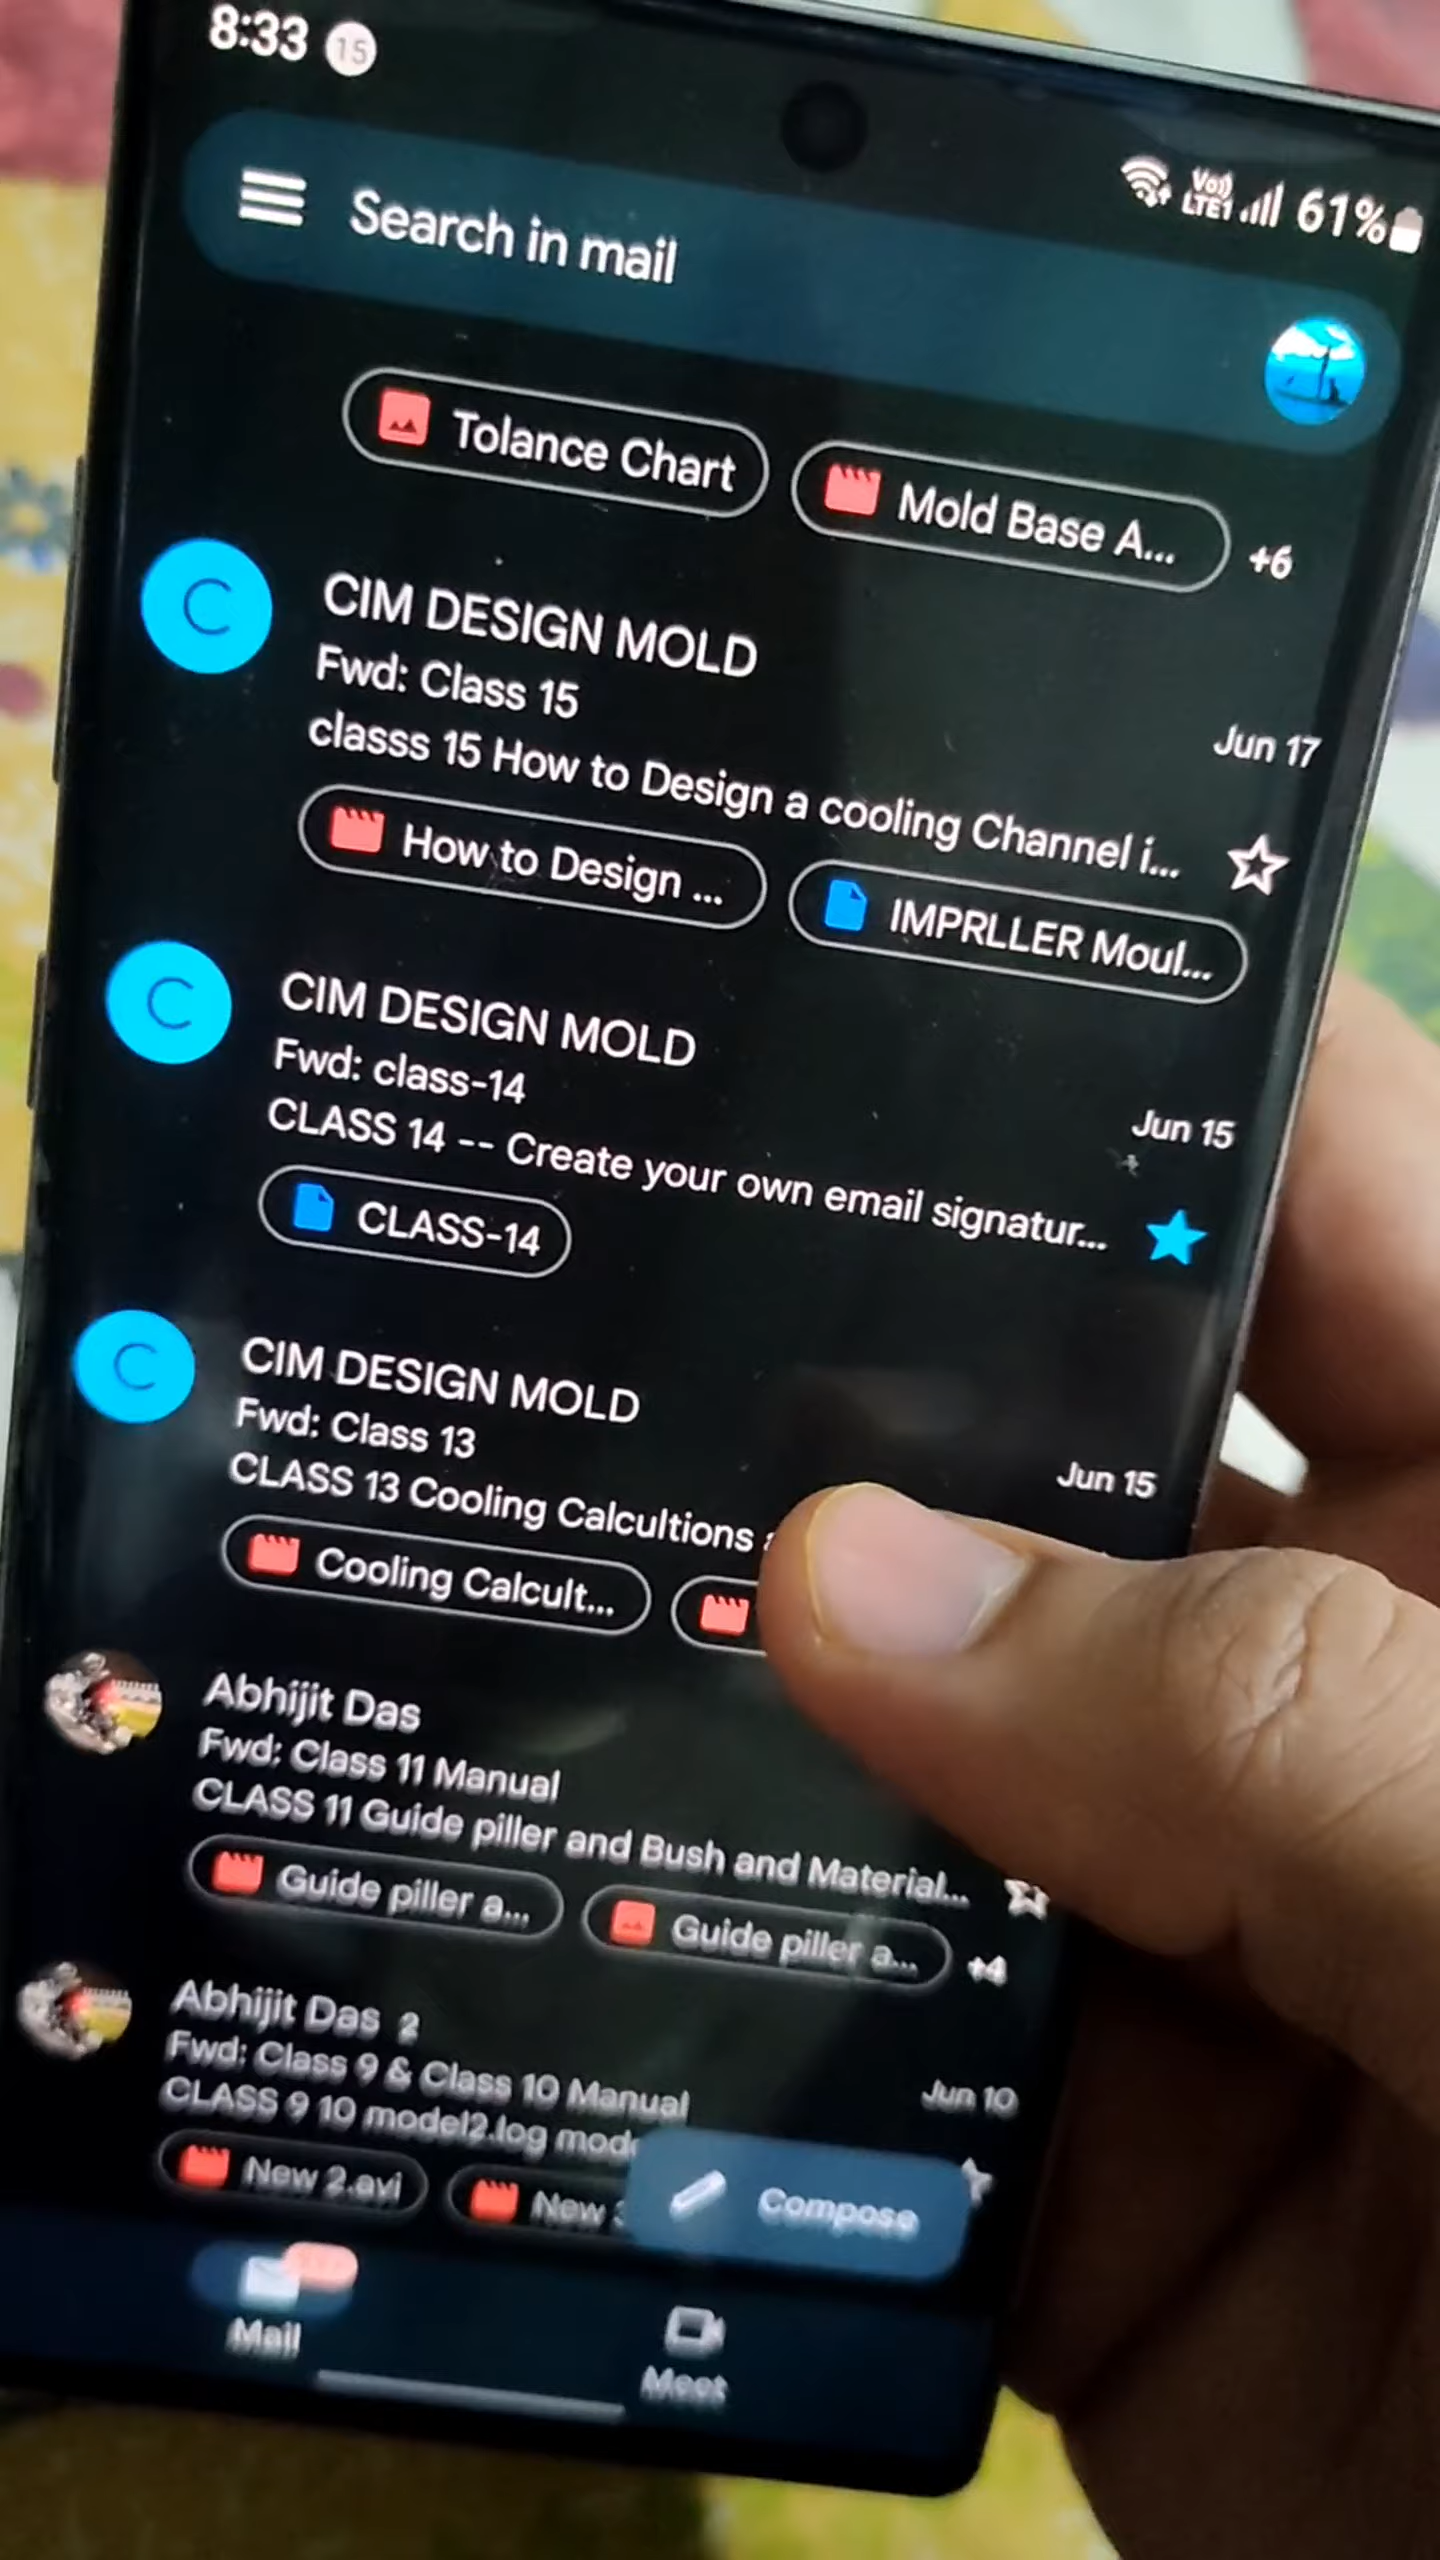 8:33 15
Vo)) LTE1 61%
Search in mail
Tolance Chart
Mold Base A... +6
CIM DESIGN MOLD
Jun 17
Fwd: Class 15
classs 15 How to Design a cooling Channel i...
How to Design ...
IMPRLLER Moul...
CIM DESIGN MOLD
Jun 15
Fwd: class-14
CLASS 14 -- Create your own email signatur...
CLASS-14
CIM DESIGN MOLD
Jun 15
Fwd: Class 13
CLASS 13 Cooling Calcultions
Cooling Calcult...
Abhijit Das
Fwd: Class 11 Manual
CLASS 11 Guide piller and Bush and Material...
Guide piller a...
Guide piller a... +4
Abhijit Das 2
Jun 10
Fwd: Class 9 & Class 10 Manual
CLASS 9 10 model2.log mode
New 2.avi
New
Compose
Mail
Meet